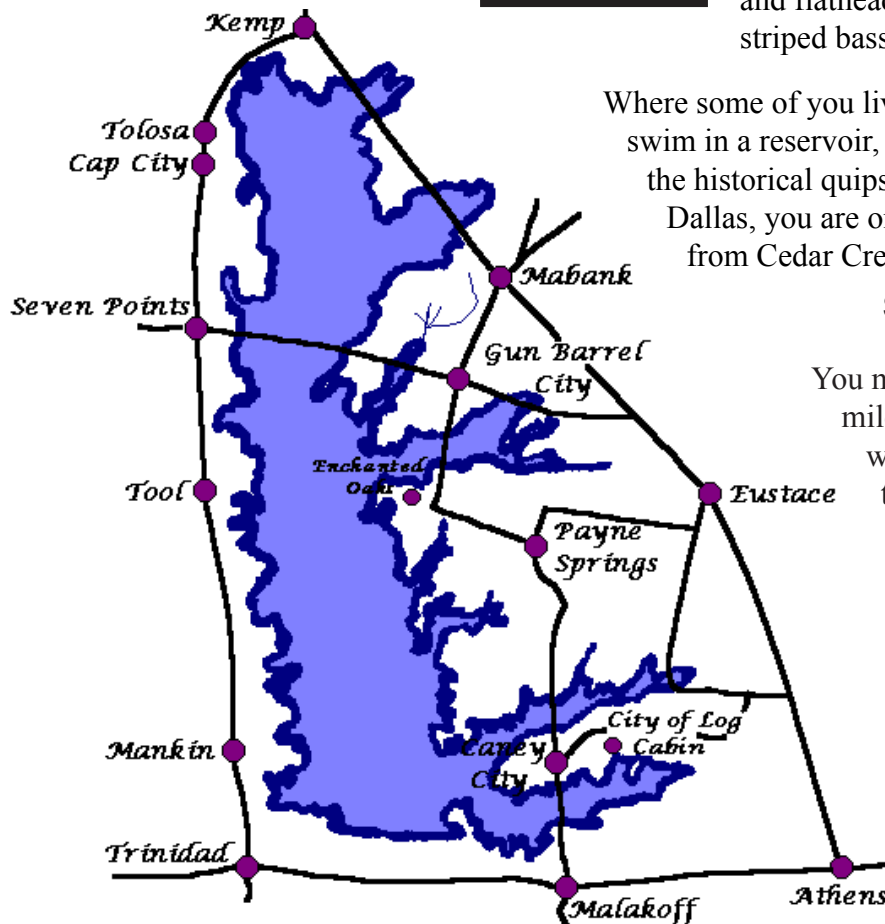 and flathead
striped bass
Kemp
Where some of you liv
swim in a reservoir,
the historical quips
Dallas, you are o
from Cedar Cre
Tolosa
Cap City
Mabank
Seven Points
Gun Barrel
City
You m
mil
w
t
Enchanted
Oaks
Tool
Eustace
Payne
Springs
City of Log
Cabin
Mankin
Caney
City
Trinidad
Malakoff
Athens